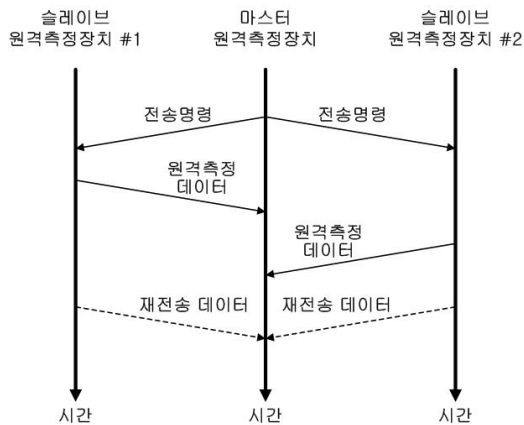 슬레이브
원격측정장치 #1
마스터
원격측정장치
슬레이브
원격측정장치 #2
전송명령
전송명령
원격측정
데이터
원격측정
데이터
재전송 데이터
재전송 데이터
시간
시간
시간